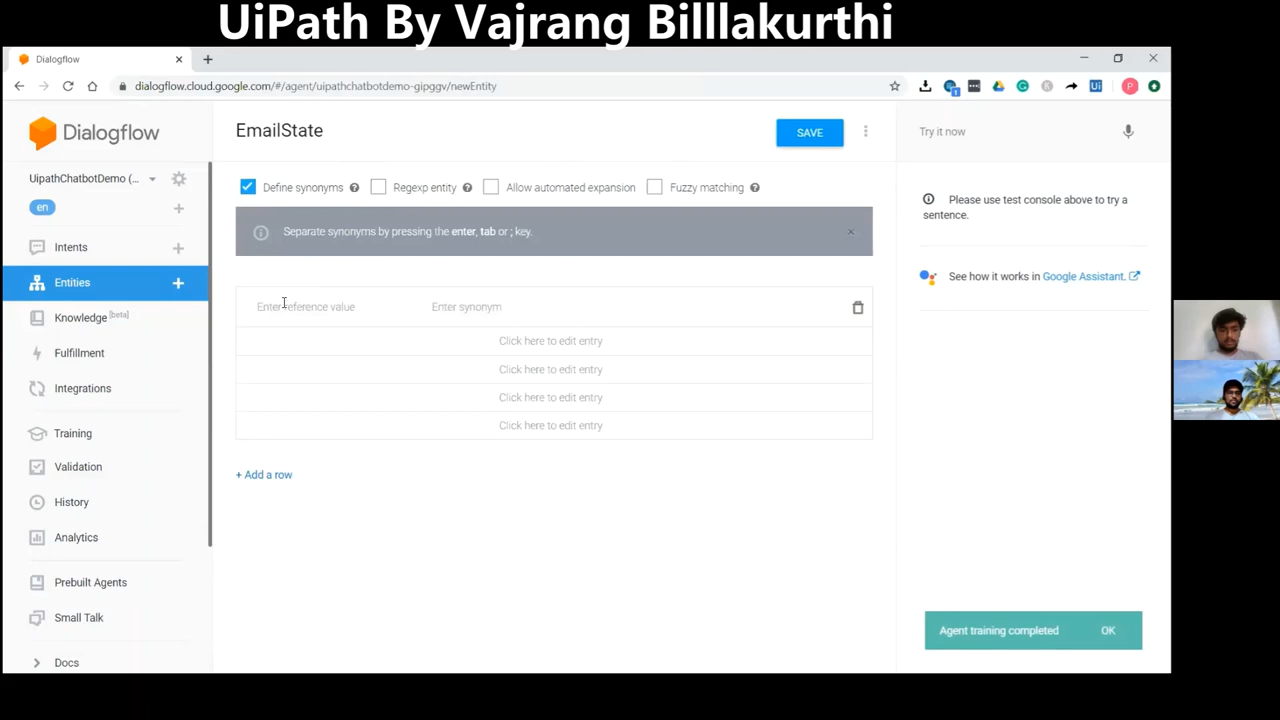 UiPath By Vajrang Billlakurthi
Dialogflow
dialogflow.cloud.google.com/#/agent/uipathchatbotdemo-gipggv/newEntity
Dialogflow
EmailState
SAVE
Try it now
UipathChatbotDemo (...
en
Define synonyms
Regexp entity
Allow automated expansion
Fuzzy matching
Please use test console above to try a
sentence.
Separate synonyms by pressing the enter, tab or ; key.
Intents
Entities
Knowledge [beta]
Fulfillment
Integrations
Training
Validation
History
Analytics
Prebuilt Agents
Small Talk
Docs
See how it works in Google Assistant.
Enter reference value
Enter synonym
Click here to edit entry
Click here to edit entry
Click here to edit entry
Click here to edit entry
+ Add a row
Agent training completed
OK